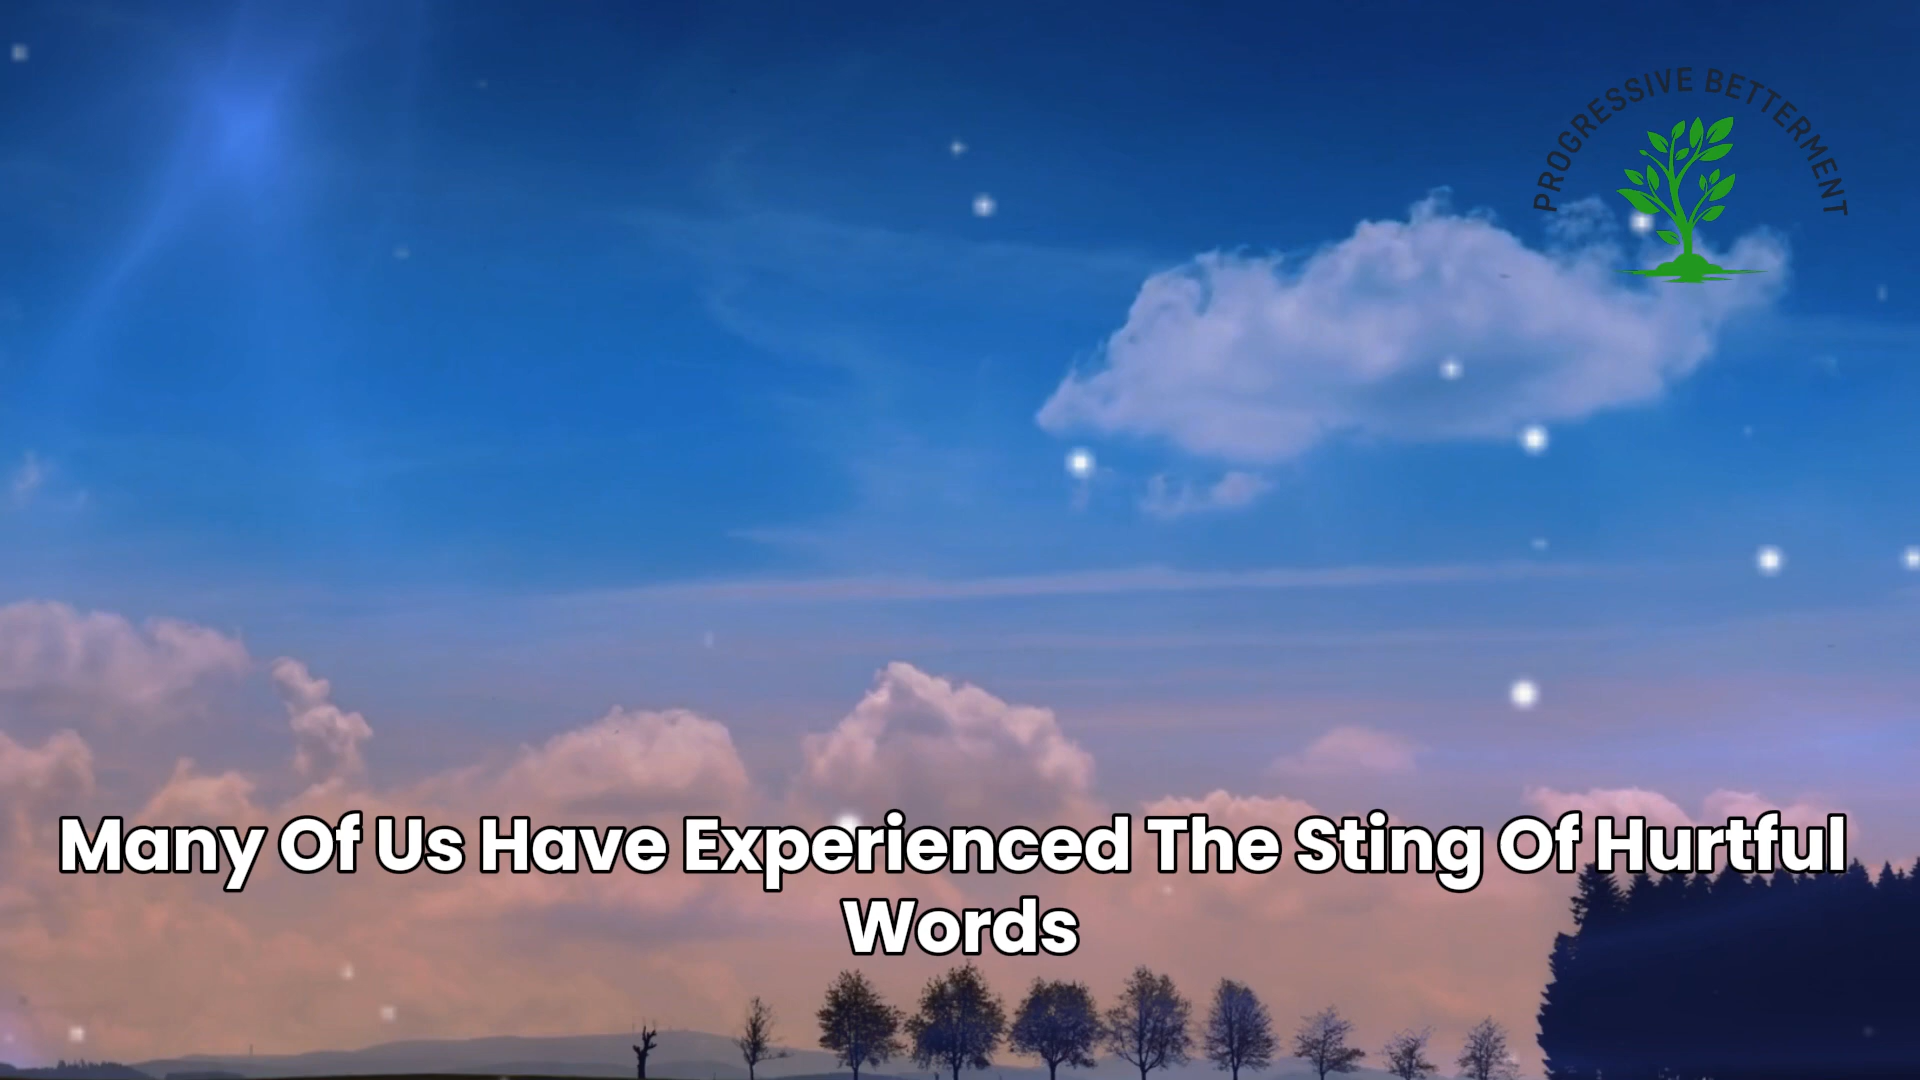 PROGRESSIVE BETTERMENT
Many Of Us Have Experienced The Sting Of Hurtful
Words